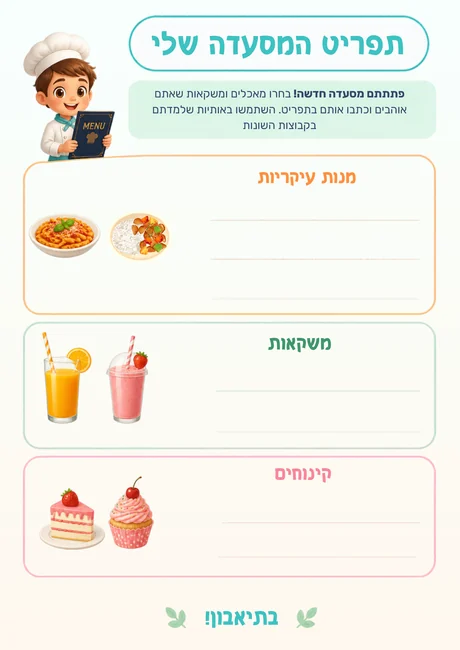 תפריט המסעדה שלי
פתחתם מסעדה חדשה! בחרו מאכלים ומשקאות שאתם
אוהבים וכתבו אותם בתפריט. השתמשו באותיות שלמדתם
בקבוצות השונות
MENU
מנות עיקריות
משקאות
קינוחים
בתיאבון!